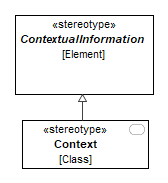 «stereotype»
ContextualInformation
[Element]
«stereotype»
Context
[Class]